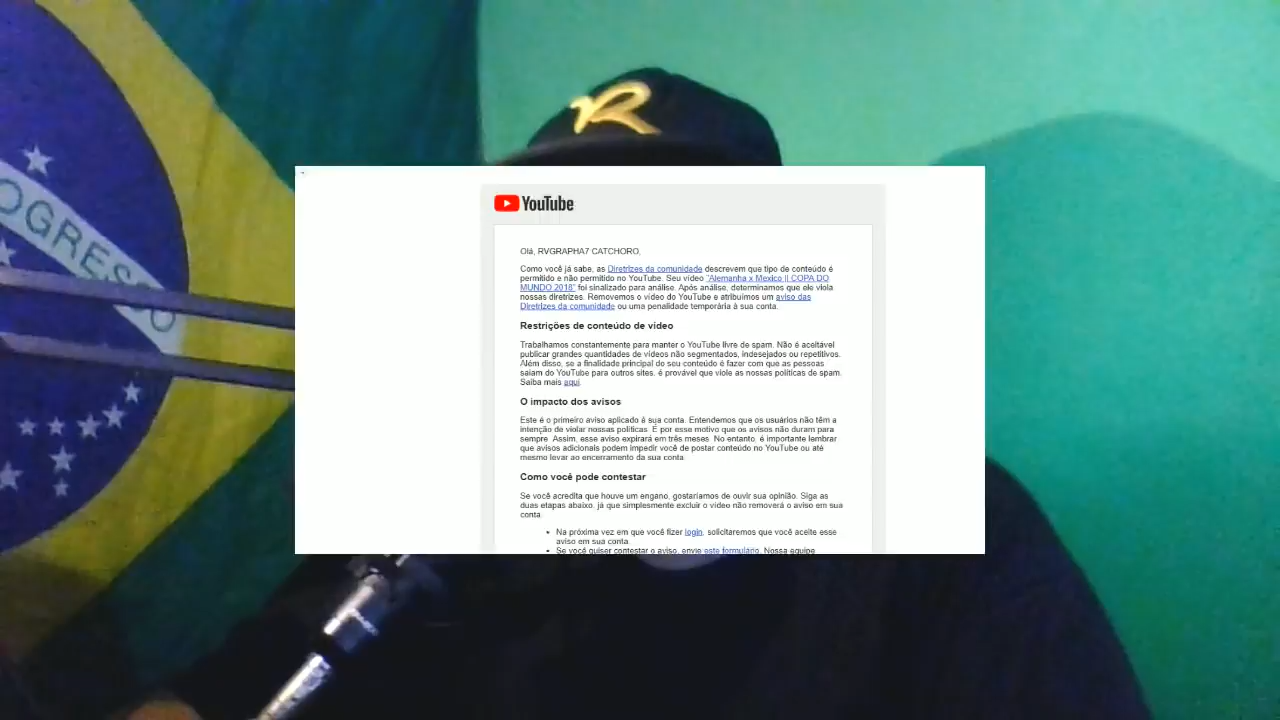 R
OGRESSO
YouTube
Olá, RVGRAPHA7 CATCHORO,
Como você já sabe, as Diretrizes da comunidade descrevem que tipo de conteúdo é
permitido e não permitido no YouTube. Seu vídeo "Alemanha x Mexico ll COPA DO
MUNDO 2018" foi sinalizado para análise. Após análise, determinamos que ele viola
nossas diretrizes. Removemos o vídeo do YouTube e atribuímos um aviso das
Diretrizes da comunidade ou uma penalidade temporária à sua conta.
Restrições de conteúdo de vídeo
Trabalhamos constantemente para manter o YouTube livre de spam. Não é aceitável
publicar grandes quantidades de vídeos não segmentados, indesejados ou repetitivos.
Além disso, se a finalidade principal do seu conteúdo é fazer com que as pessoas
saiam do YouTube para outros sites, é provável que viole as nossas políticas de spam.
Saiba mais aqui.
O impacto dos avisos
Este é o primeiro aviso aplicado à sua conta. Entendemos que os usuários não têm a
intenção de violar nossas políticas. É por esse motivo que os avisos não duram para
sempre. Assim, esse aviso expirará em três meses. No entanto, é importante lembrar
que avisos adicionais podem impedir você de postar conteúdo no YouTube ou até
mesmo levar ao encerramento da sua conta.
Como você pode contestar
Se você acredita que houve um engano, gostaríamos de ouvir sua opinião. Siga as
duas etapas abaixo, já que simplesmente excluir o vídeo não removerá o aviso em sua
conta.
• Na próxima vez em que você fizer login, solicitaremos que você aceite esse
aviso em sua conta.
• Se você quiser contestar o aviso, envie este formulário. Nossa equipe